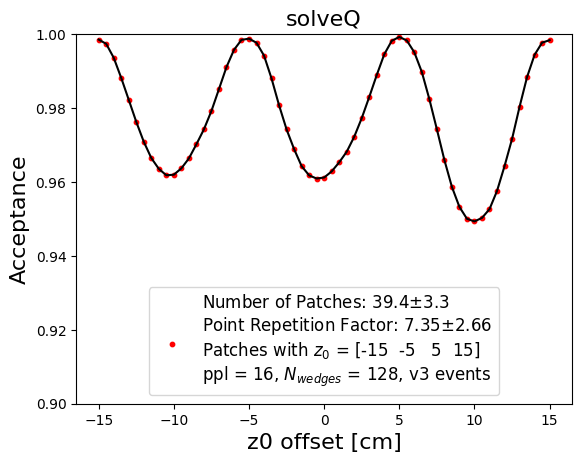 solveQ
Acceptance
1.00
0.98
0.96
0.94
0.92
0.90
Number of Patches: 39.4±3.3
Point Repetition Factor: 7.35±2.66
Patches with z₀ = [-15 -5 5 15]
ppl = 16, N_wedges = 128, v3 events
−15 −10 −5 0 5 10 15
z0 offset [cm]